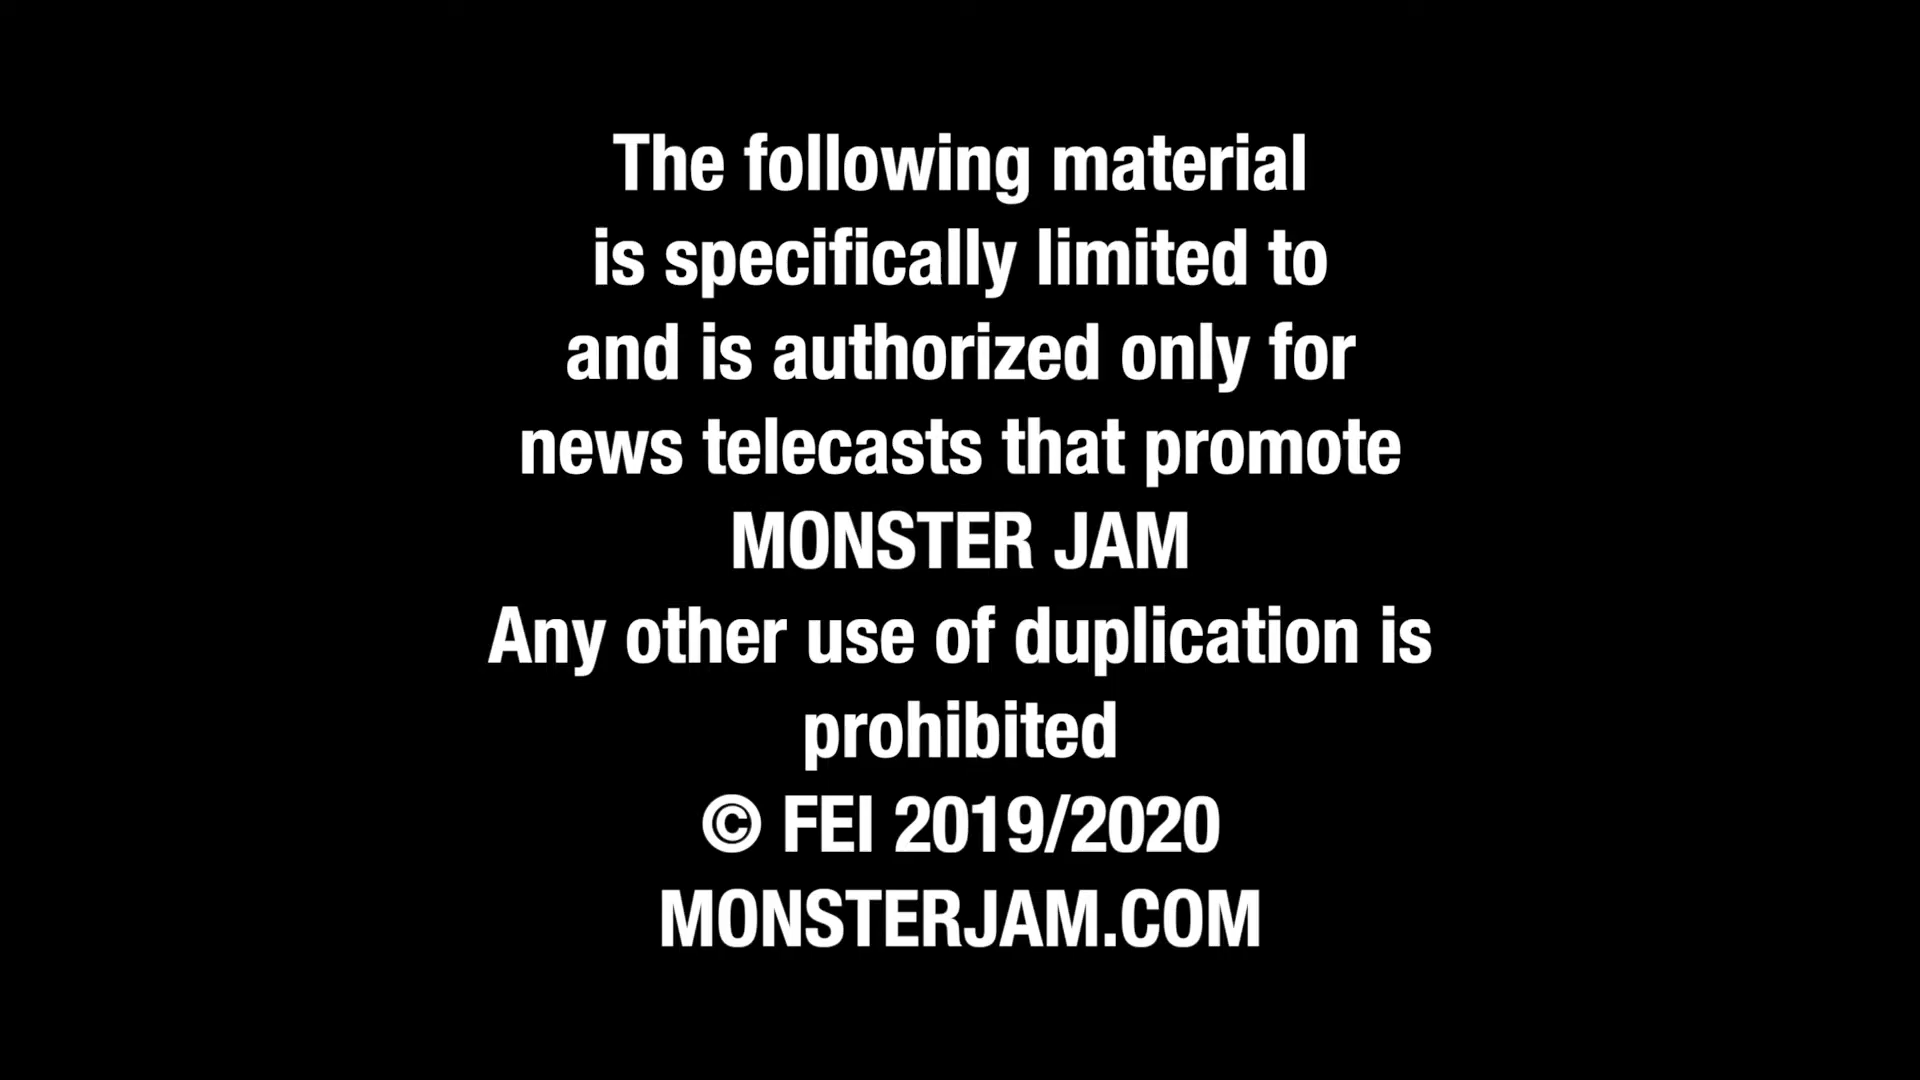 The following material
is specifically limited to
and is authorized only for
news telecasts that promote
MONSTER JAM
Any other use of duplication is
prohibited
© FEI 2019/2020
MONSTERJAM.COM